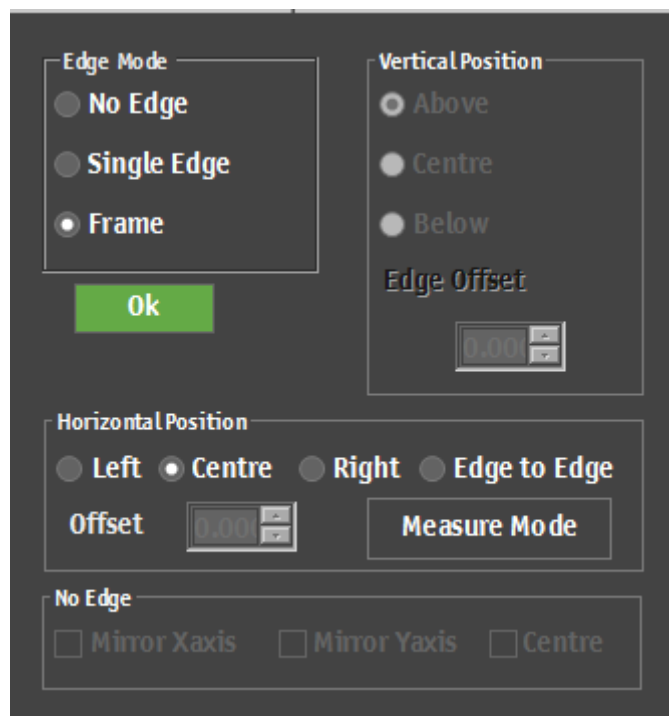 Edge Mode
No Edge
Single Edge
Frame
Ok
Vertical Position
Above
Centre
Below
Edge Offset
Horizontal Position
Left Centre Right Edge to Edge
Offset Measure Mode
No Edge
Mirror Xaxis Mirror Yaxis Centre